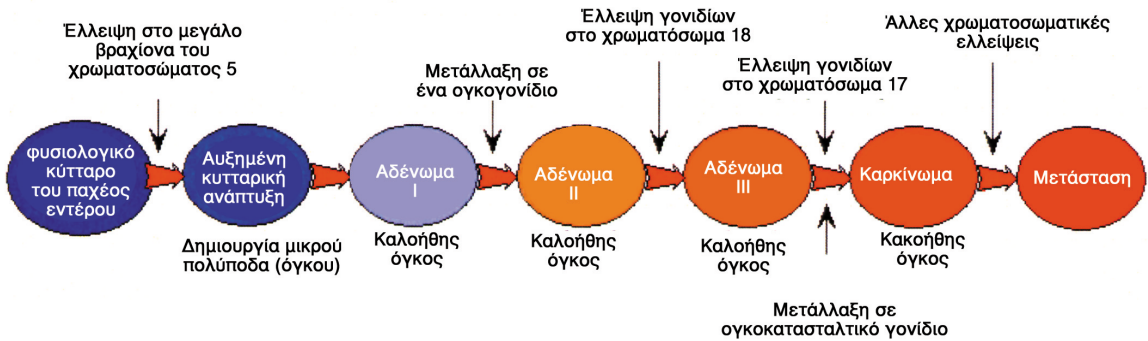 Έλλειψη στο μεγάλο
βραχίονα του
χρωματοσώματος 5
Μετάλλαξη σε
ένα ογκογονίδιο
Έλλειψη γονιδίων
στο χρωματόσωμα 18
Έλλειψη γονιδίων
στο χρωματόσωμα 17
Άλλες χρωματοσωματικές
ελλείψεις
φυσιολογικό
κύτταρο
του παχέος
εντέρου
Αυξημένη
κυτταρική
ανάπτυξη
Αδένωμα
I
Αδένωμα
II
Αδένωμα
III
Καρκίνωμα
Μετάσταση
Δημιουργία μικρού
πολύποδα (όγκου)
Καλοήθης
όγκος
Καλοήθης
όγκος
Καλοήθης
όγκος
Κακοήθης
όγκος
Μετάλλαξη σε
ογκοκατασταλτικό γονίδιο